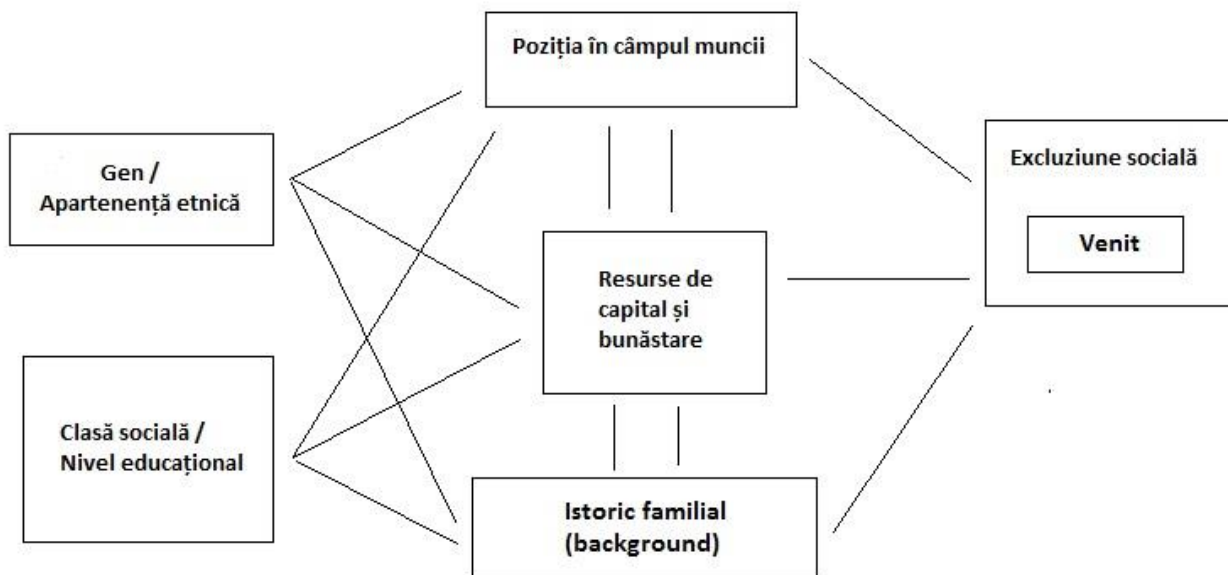 Poziția în câmpul muncii
Gen /
Apartenență etnică
Excluziune socială
Venit
Resurse de
capital și
bunăstare
Clasă socială /
Nivel educațional
Istoric familial
(background)